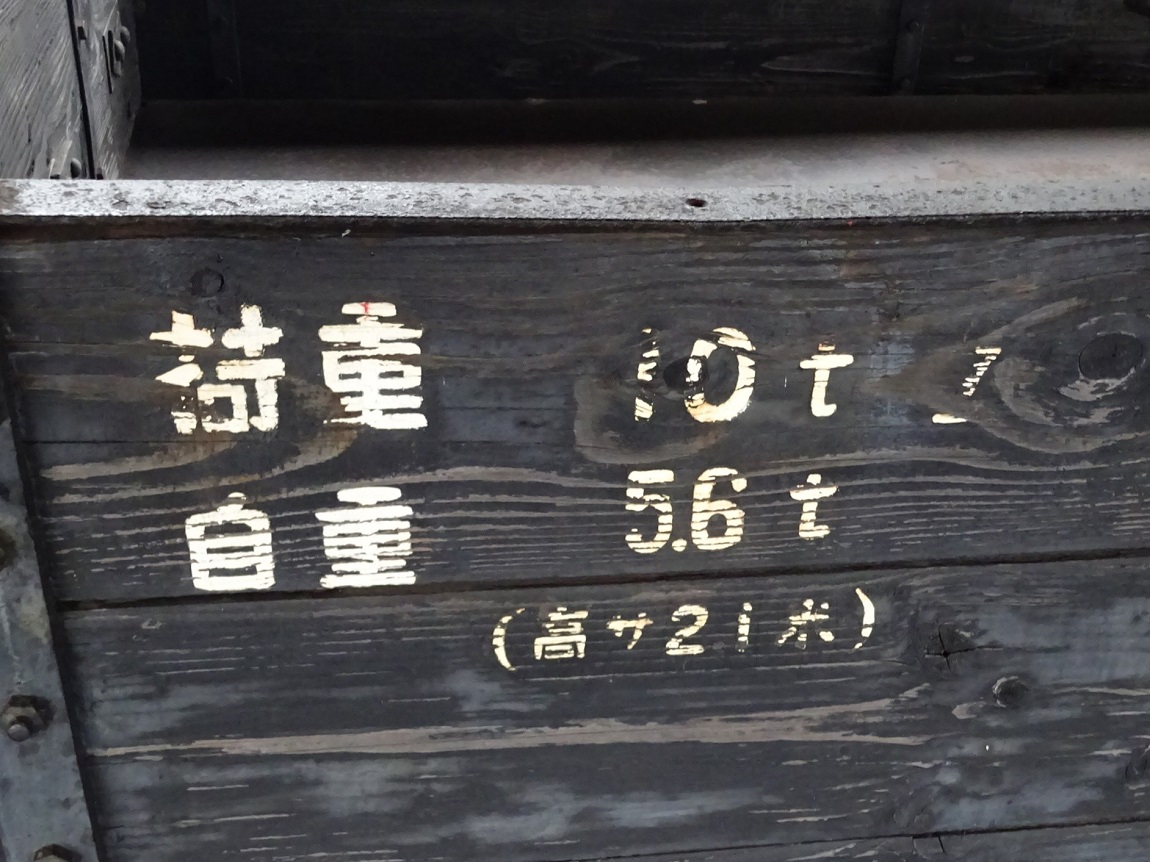 荷重 10t
自重 5.6t
(高サ21米)